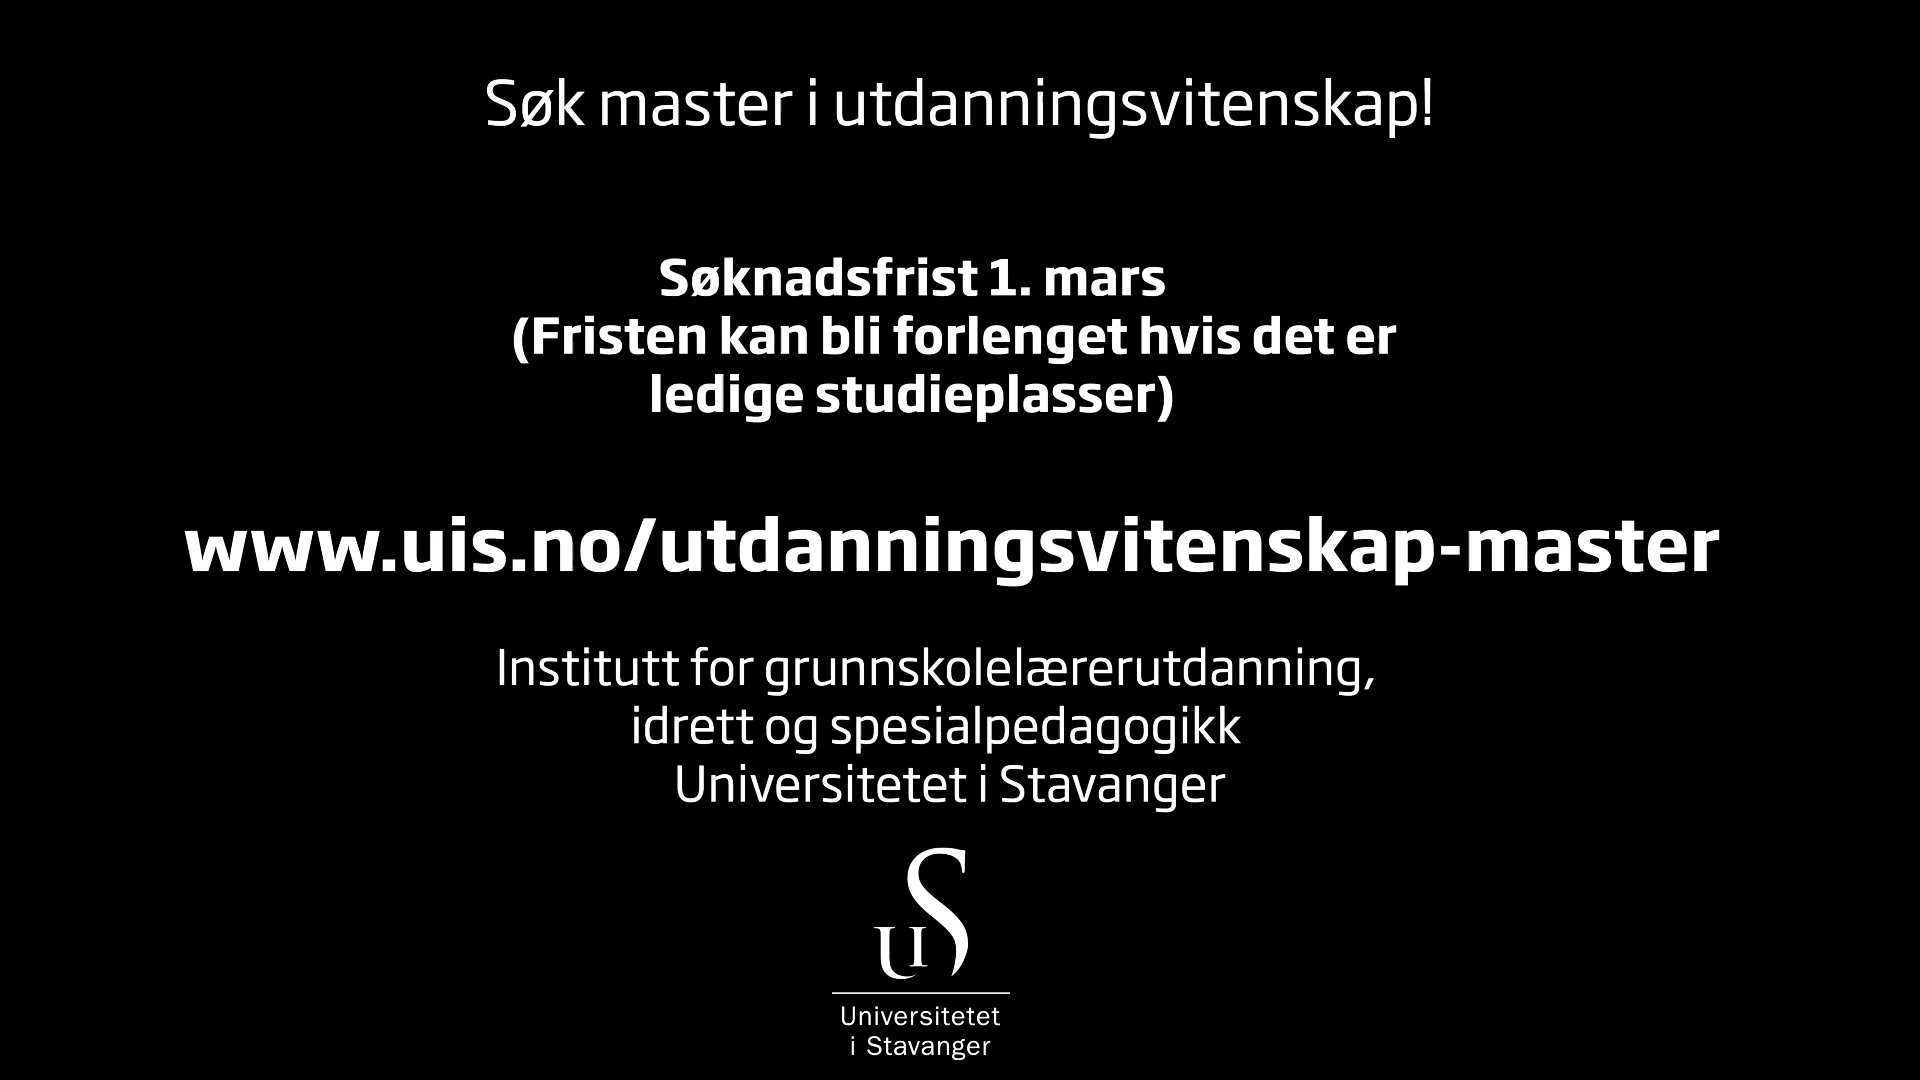 Søk master i utdanningsvitenskap!
Søknadsfrist 1. mars
(Fristen kan bli forlenget hvis det er
ledige studieplasser)
www.uis.no/utdanningsvitenskap-master
Institutt for grunnskolelærerutdanning,
idrett og spesialpedagogikk
Universitetet i Stavanger
UiS
Universitetet
i Stavanger